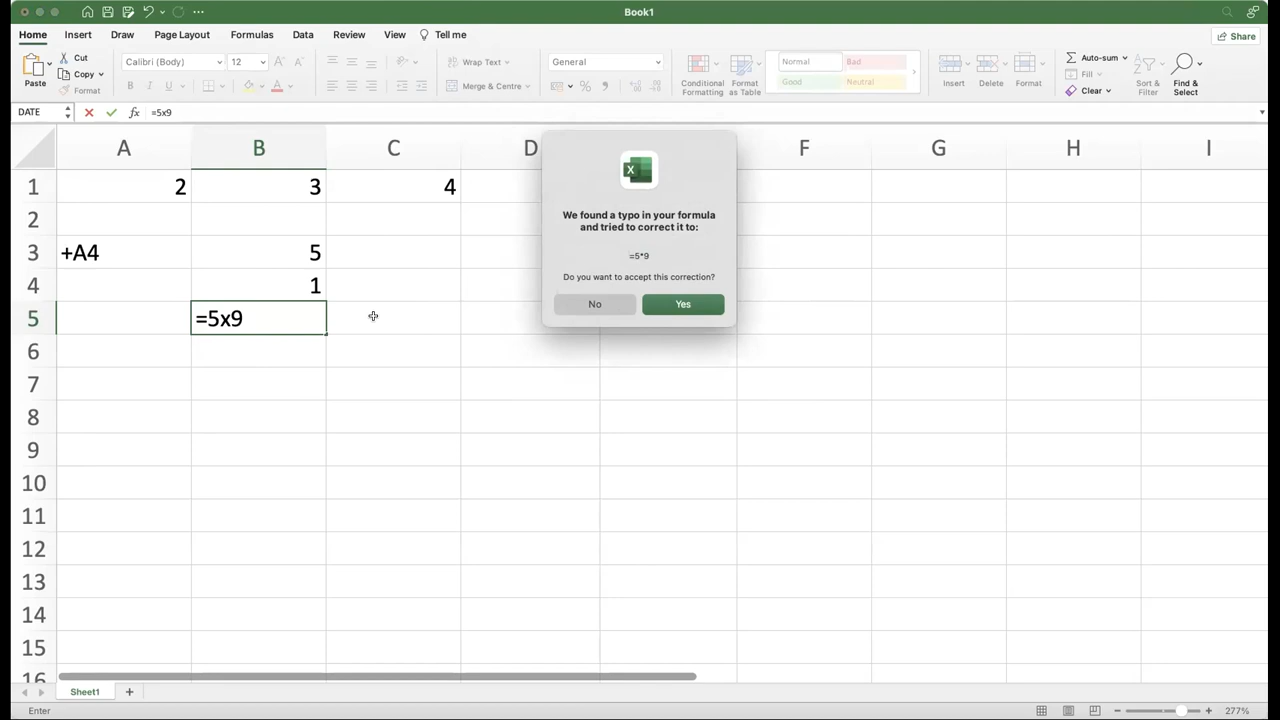 Book1
Home Insert Draw Page Layout Formulas Data Review View Tell me Share
Paste
Cut
Copy
Format
Calibri (Body) 12
B I U
Wrap Text
Merge & Centre
General
Conditional Formatting
Format as Table
Normal Bad
Good Neutral
Insert Delete Format
Auto-sum
Fill
Clear
Sort & Filter
Find & Select
DATE fx =5x9
A B C D F G H I
1 2 3 4
2
3 +A4 5
4 1
5 =5x9
6
7
8
9
10
11
12
13
14
15
16
X
We found a typo in your formula
and tried to correct it to:
=5*9
Do you want to accept this correction?
No Yes
Sheet1 +
Enter 277%